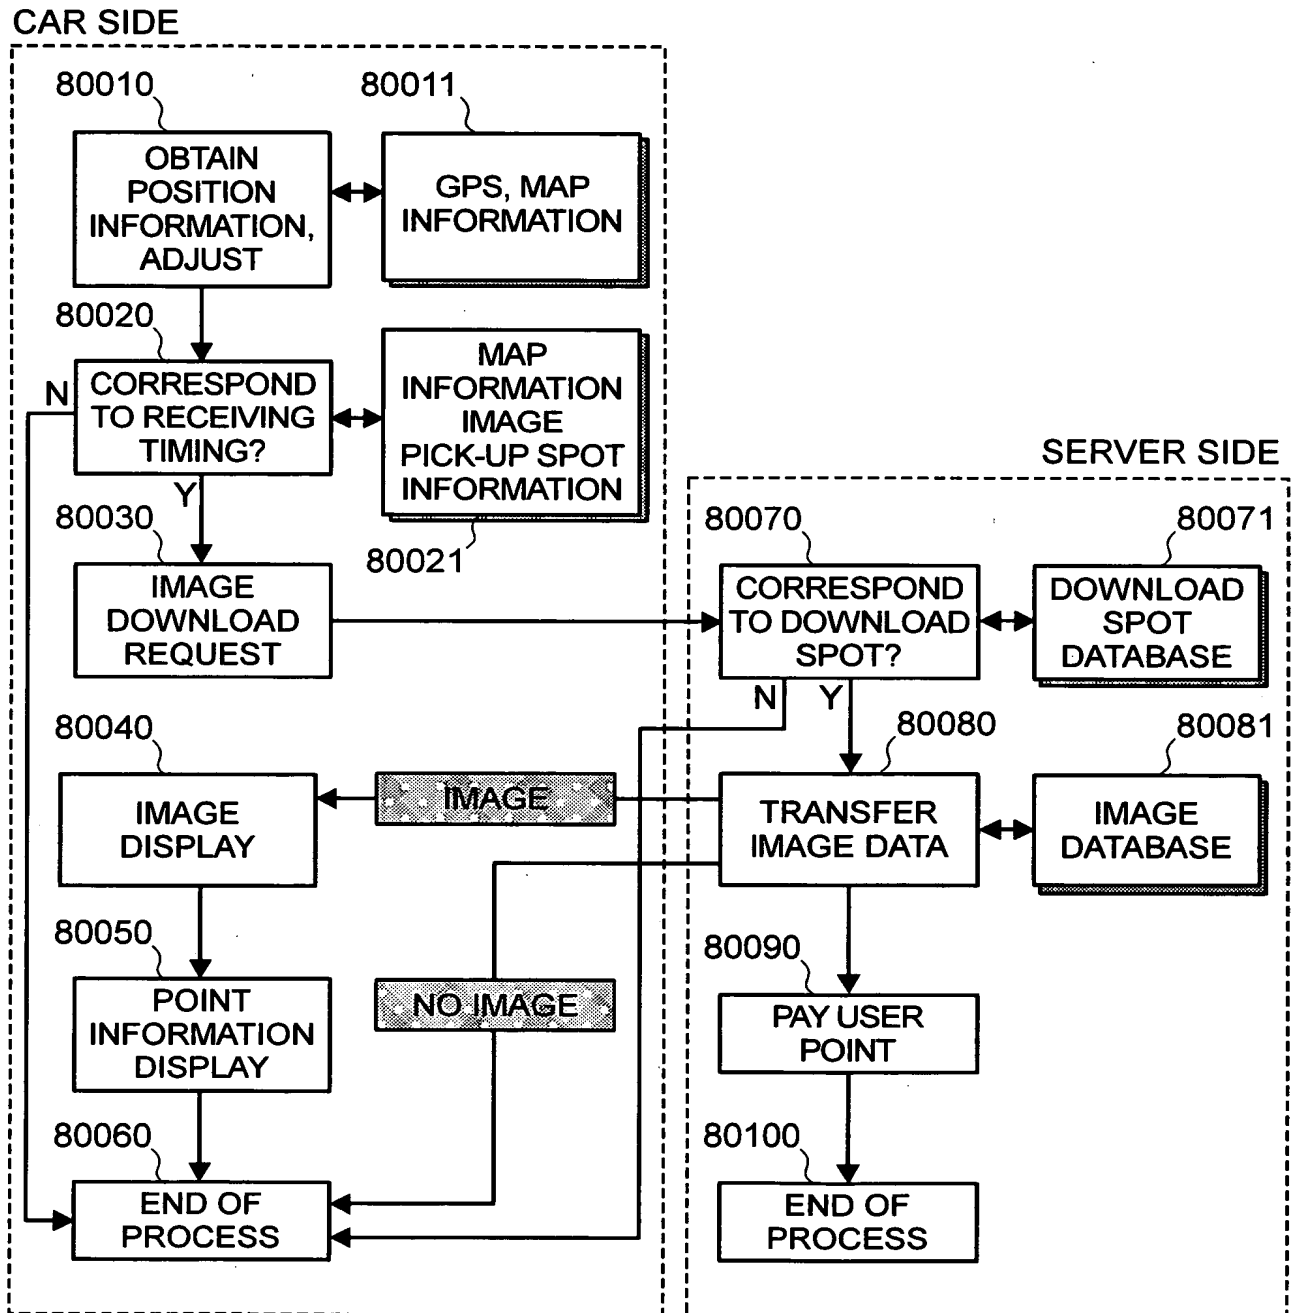 CAR SIDE
80010
80011
OBTAIN
POSITION
INFORMATION,
ADJUST
GPS, MAP
INFORMATION
80020
N
CORRESPOND
TO RECEIVING
TIMING?
MAP
INFORMATION
IMAGE
PICK-UP SPOT
INFORMATION
Y
80030
80021
IMAGE
DOWNLOAD
REQUEST
SERVER SIDE
80070
80071
CORRESPOND
TO DOWNLOAD
SPOT?
DOWNLOAD
SPOT
DATABASE
N
Y
80040
80080
80081
IMAGE
DISPLAY
IMAGE
TRANSFER
IMAGE DATA
IMAGE
DATABASE
80050
80090
POINT
INFORMATION
DISPLAY
NO IMAGE
PAY USER
POINT
80060
80100
END OF
PROCESS
END OF
PROCESS